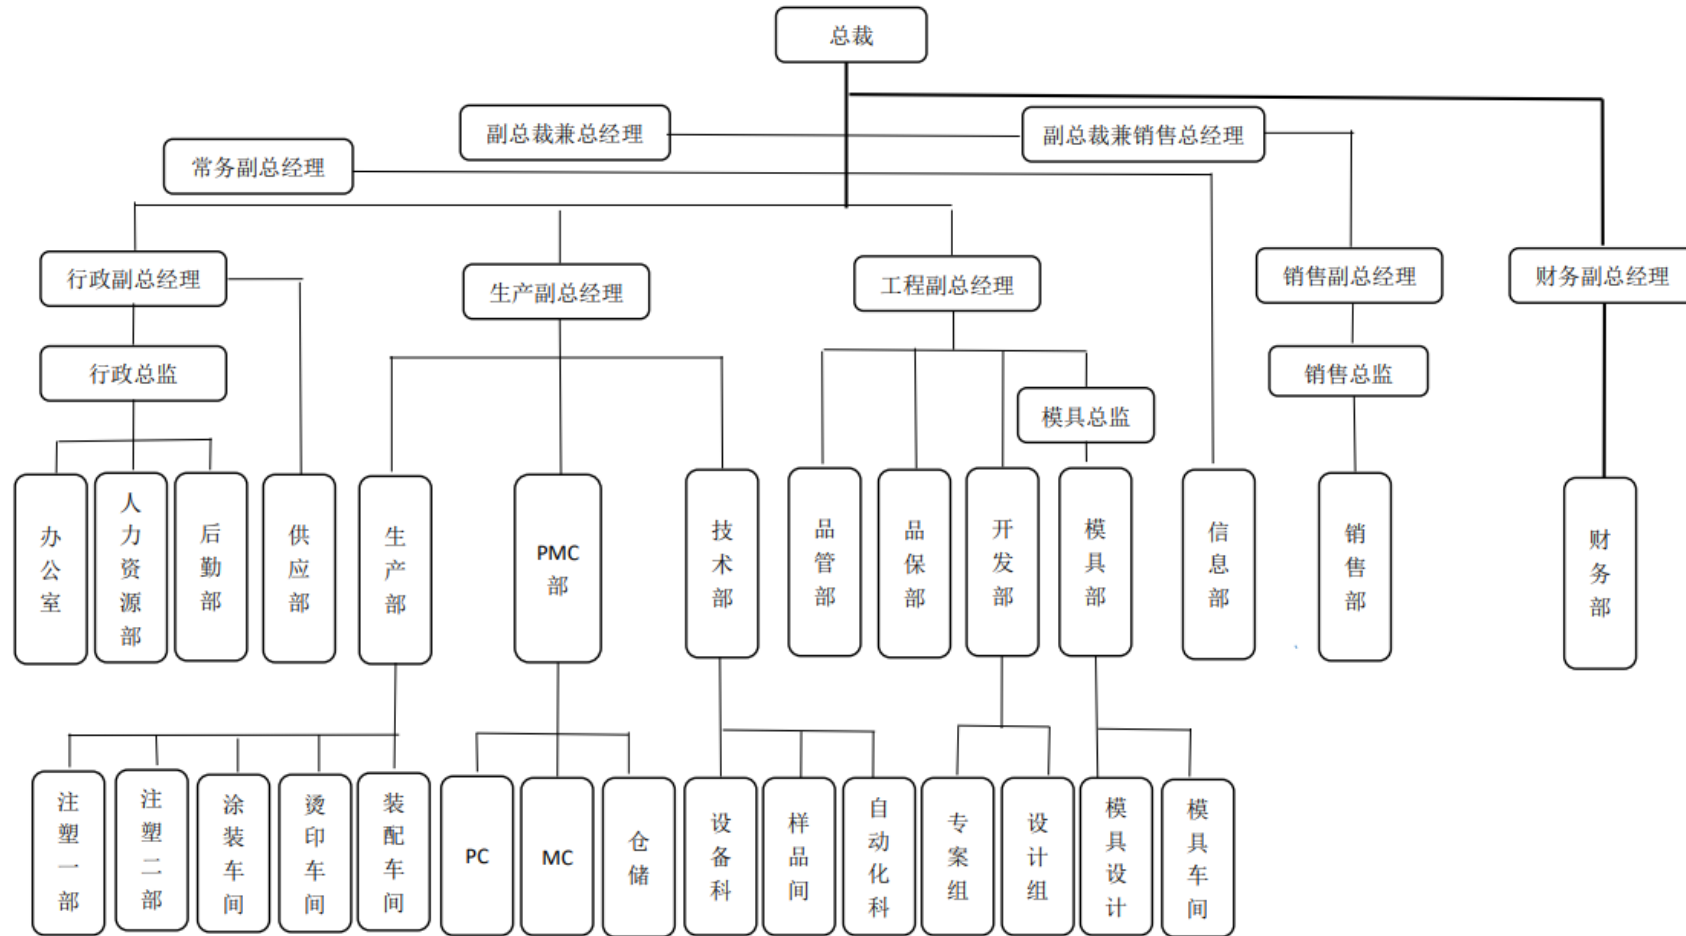 总裁
副总裁兼总经理
副总裁兼销售总经理
常务副总经理
行政副总经理
生产副总经理
工程副总经理
销售副总经理
财务副总经理
行政总监
销售总监
模具总监
办公室
人力资源部
后勤部
供应部
生产部
PMC
部
技术部
品管部
品保部
开发部
模具部
信息部
销售部
财务部
注塑一部
注塑二部
涂装车间
烫印车间
装配车间
PC
MC
仓储
设备科
样品间
自动化科
专案组
设计组
模具设计
模具车间